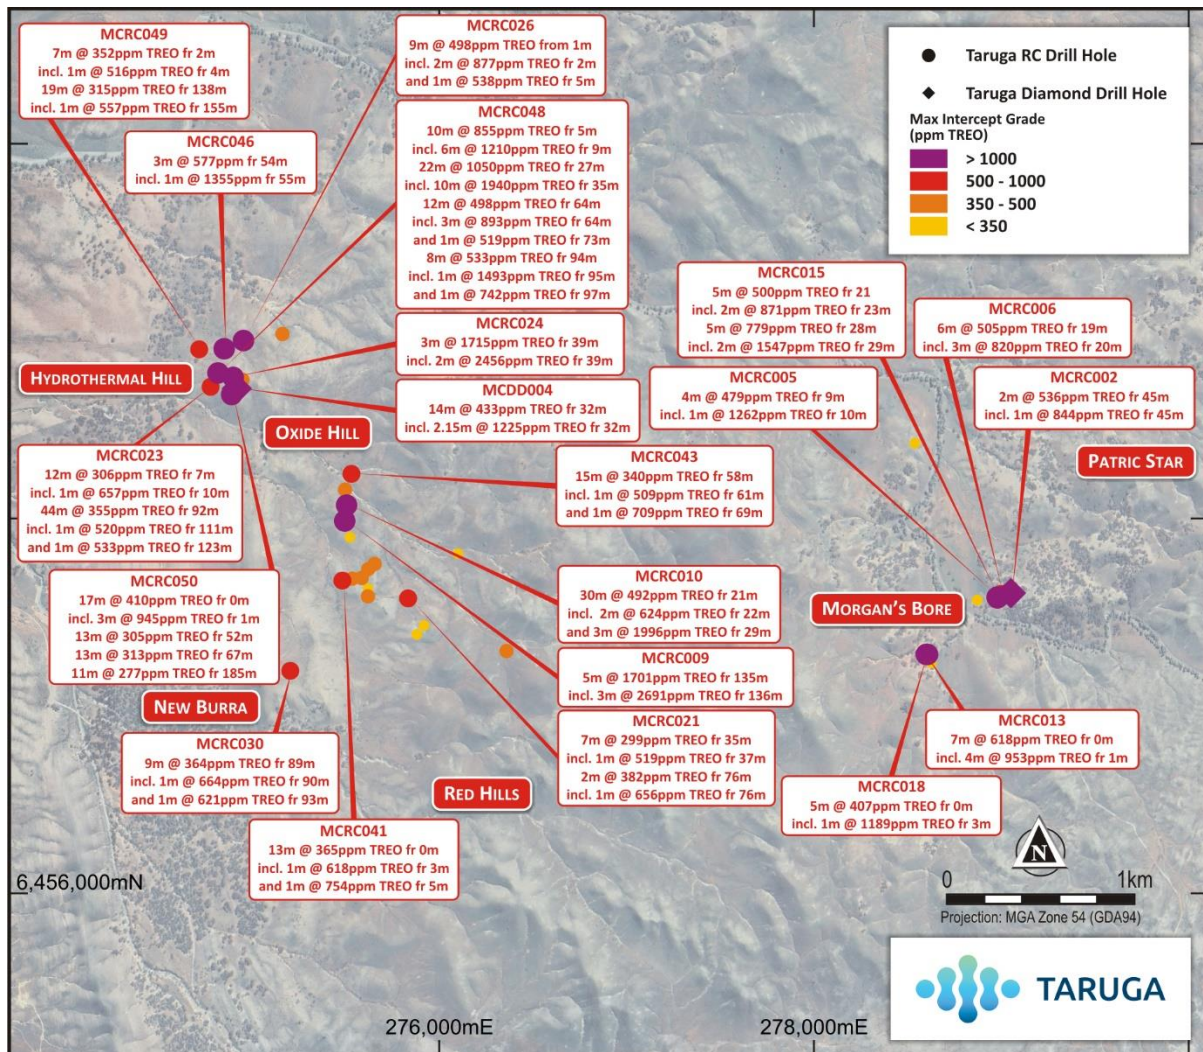 MCRC049
7m @ 352ppm TREO fr 2m
incl. 1m @ 516ppm TREO fr 4m
19m @ 315ppm TREO fr 138m
incl. 1m @ 557ppm TREO fr 155m
MCRC026
9m @ 498ppm TREO from 1m
incl. 2m @ 877ppm TREO fr 2m
and 1m @ 538ppm TREO fr 5m
Taruga RC Drill Hole
Taruga Diamond Drill Hole
Max Intercept Grade
(ppm TREO)
> 1000
500 - 1000
350 - 500
< 350
MCRC046
3m @ 577ppm fr 54m
incl. 1m @ 1355ppm fr 55m
MCRC048
10m @ 855ppm TREO fr 5m
incl. 6m @ 1210ppm TREO fr 9m
22m @ 1050ppm TREO fr 27m
incl. 10m @ 1940ppm TREO fr 35m
12m @ 498ppm TREO fr 64m
incl. 3m @ 893ppm TREO fr 64m
and 1m @ 519ppm TREO fr 73m
8m @ 533ppm TREO fr 94m
incl. 1m @ 1493ppm TREO fr 95m
and 1m @ 742ppm TREO fr 97m
MCRC015
5m @ 500ppm TREO fr 21
incl. 2m @ 871ppm TREO fr 23m
5m @ 779ppm TREO fr 28m
incl. 2m @ 1547ppm TREO fr 29m
MCRC006
6m @ 505ppm TREO fr 19m
incl. 3m @ 820ppm TREO fr 20m
MCRC024
3m @ 1715ppm TREO fr 39m
incl. 2m @ 2456ppm TREO fr 39m
MCRC005
4m @ 479ppm TREO fr 9m
incl. 1m @ 1262ppm TREO fr 10m
MCRC002
2m @ 536ppm TREO fr 45m
incl. 1m @ 844ppm TREO fr 45m
HYDROTHERMAL HILL
MCDD004
14m @ 433ppm TREO fr 32m
incl. 2.15m @ 1225ppm TREO fr 32m
OXIDE HILL
PATRIC STAR
MCRC023
12m @ 306ppm TREO fr 7m
incl. 1m @ 657ppm TREO fr 10m
44m @ 355ppm TREO fr 92m
incl. 1m @ 520ppm TREO fr 111m
and 1m @ 533ppm TREO fr 123m
MCRC043
15m @ 340ppm TREO fr 58m
incl. 1m @ 509ppm TREO fr 61m
and 1m @ 709ppm TREO fr 69m
MCRC050
17m @ 410ppm TREO fr 0m
incl. 3m @ 945ppm TREO fr 1m
13m @ 305ppm TREO fr 52m
13m @ 313ppm TREO fr 67m
11m @ 277ppm TREO fr 185m
MCRC010
30m @ 492ppm TREO fr 21m
incl. 2m @ 624ppm TREO fr 22m
and 3m @ 1996ppm TREO fr 29m
MORGAN'S BORE
MCRC009
5m @ 1701ppm TREO fr 135m
incl. 3m @ 2691ppm TREO fr 136m
NEW BURRA
MCRC030
9m @ 364ppm TREO fr 89m
incl. 1m @ 664ppm TREO fr 90m
and 1m @ 621ppm TREO fr 93m
MCRC021
7m @ 299ppm TREO fr 35m
incl. 1m @ 519ppm TREO fr 37m
2m @ 382ppm TREO fr 76m
incl. 1m @ 656ppm TREO fr 76m
MCRC013
7m @ 618ppm TREO fr 0m
incl. 4m @ 953ppm TREO fr 1m
RED HILLS
MCRC018
5m @ 407ppm TREO fr 0m
incl. 1m @ 1189ppm TREO fr 3m
MCRC041
13m @ 365ppm TREO fr 0m
incl. 1m @ 618ppm TREO fr 3m
and 1m @ 754ppm TREO fr 5m
N
6,456,000mN
0 1km
Projection: MGA Zone 54 (GDA94)
TARUGA
276,000mE
278,000mE